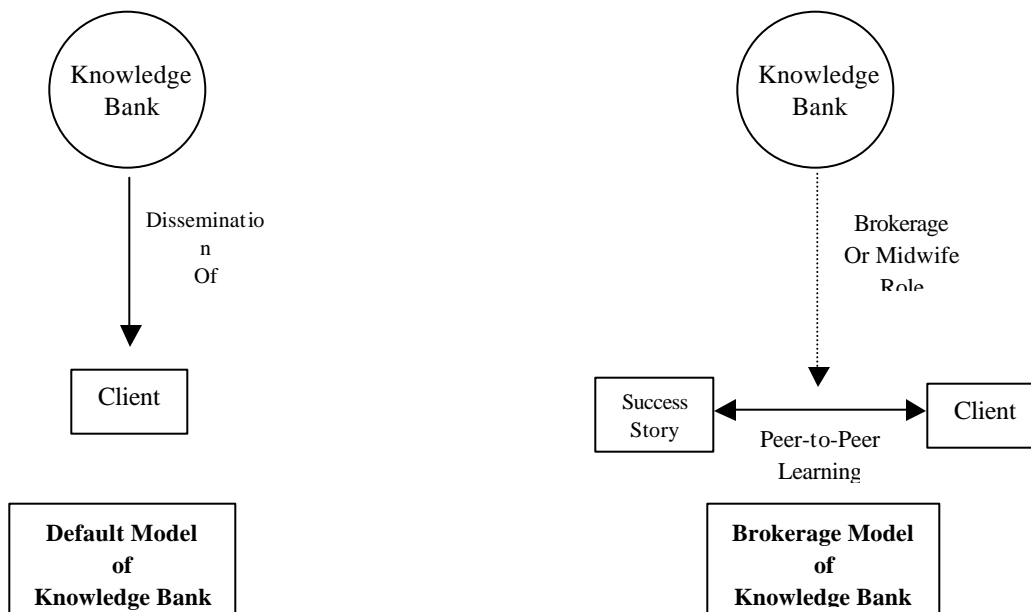 Knowledge
Bank
Disseminatio
n
Of
Client
Default Model
of
Knowledge Bank
Knowledge
Bank
Brokerage
Or Midwife
Role
Success
Story
Peer-to-Peer
Learning
Client
Brokerage Model
of
Knowledge Bank